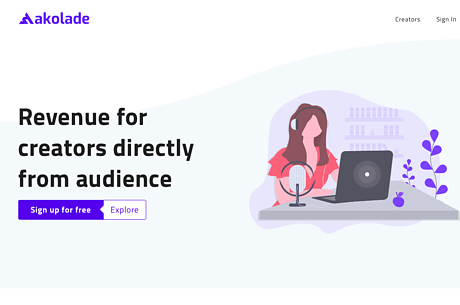 akolade
Creators Sign In
Revenue for
creators directly
from audience
Sign up for free Explore